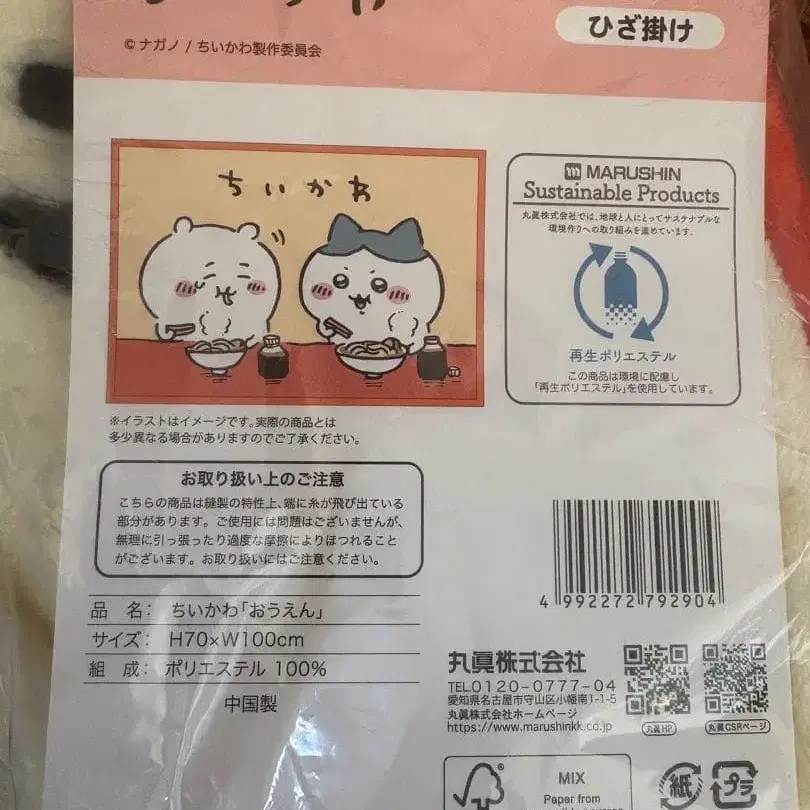 ©ナガノ / ちいかわ製作委員会
ひざ掛け
ちいかわ
MARUSHIN
Sustainable Products
丸眞株式会社では、地球と人にとってサステナブルな
環境作りへの取り組みを進めています。
再生ポリエステル
この商品は環境に配慮し
「再生ポリエステル」を使用しています。
※イラストはイメージです。実際の商品とは
多少異なる場合がありますのでご了承ください。
お取り扱い上のご注意
こちらの商品は縫製の特性上、端に糸が飛び出ている
部分があります。ご使用には問題はございませんが、
無理に引っ張ったり過度な摩擦によりほつれること
がございます。お取り扱いにはご注意ください。
4 992272 792904
品 名: ちいかわ「おうえん」
サイズ: H70×W100cm
組 成: ポリエステル 100%
中国製
丸眞株式会社
TEL0120-0777-04
愛知県名古屋市守山区小幡南1-1-5
丸眞株式会社ホームページ
https://www.marushinkk.co.jp
丸眞HP
丸眞CSRページ
MIX
Paper from
紙
プラ